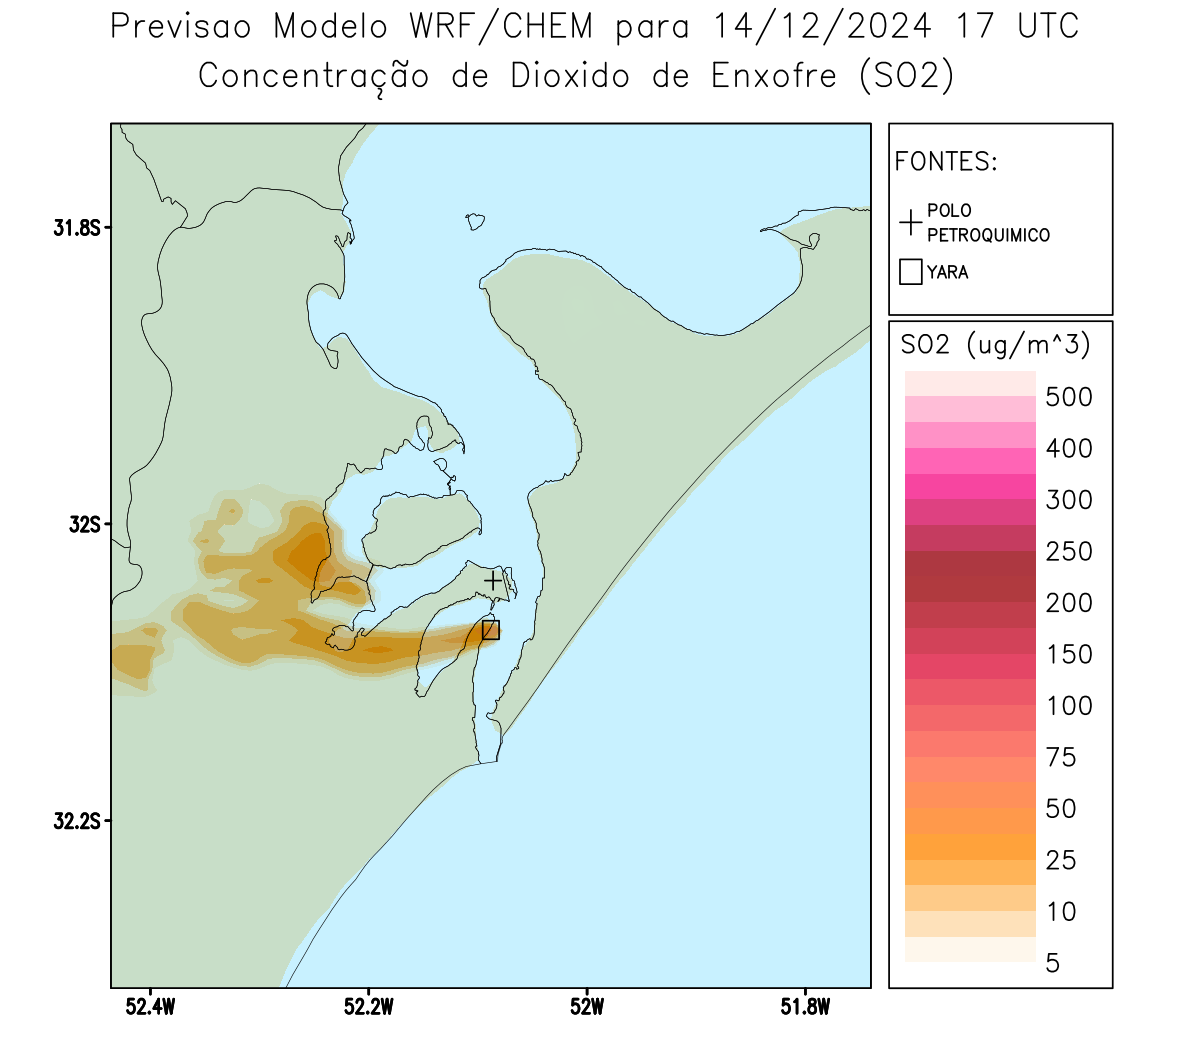 Previsao Modelo WRF/CHEM para 14/12/2024 17 UTC
Concentração de Dioxido de Enxofre (SO2)
FONTES:
POLO
PETROQUIMICO
YARA
31.8S
32S
32.2S
52.4W
52.2W
52W
51.8W
SO2 (ug/m^3)
500
400
300
250
200
150
100
75
50
25
10
5